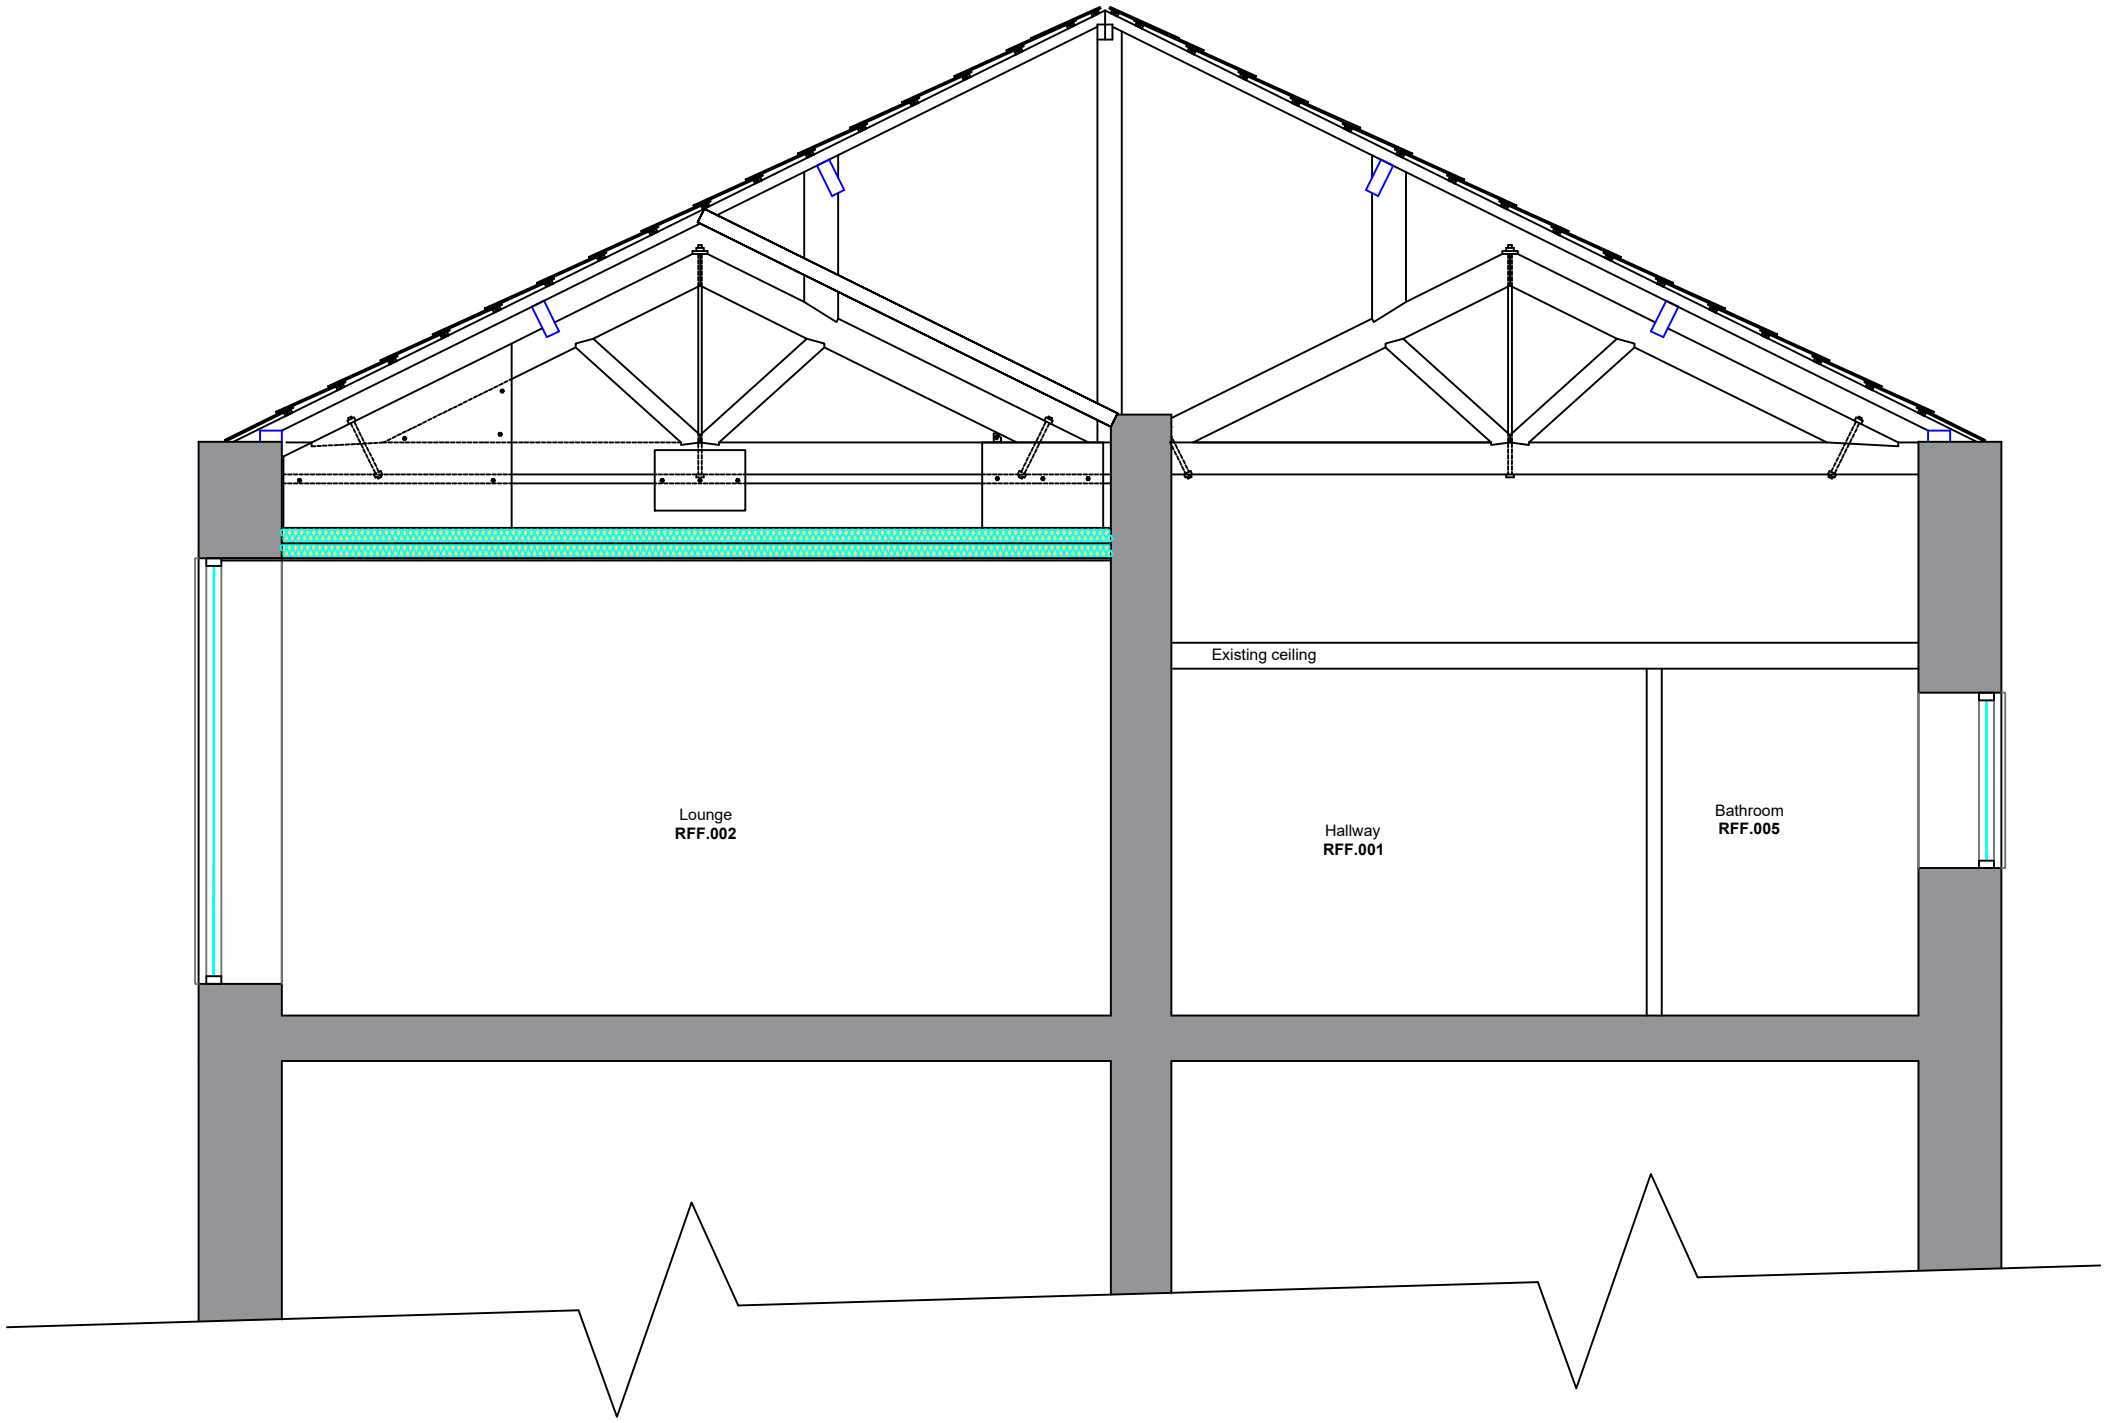 Existing ceiling
Lounge
RFF.002
Hallway
RFF.001
Bathroom
RFF.005